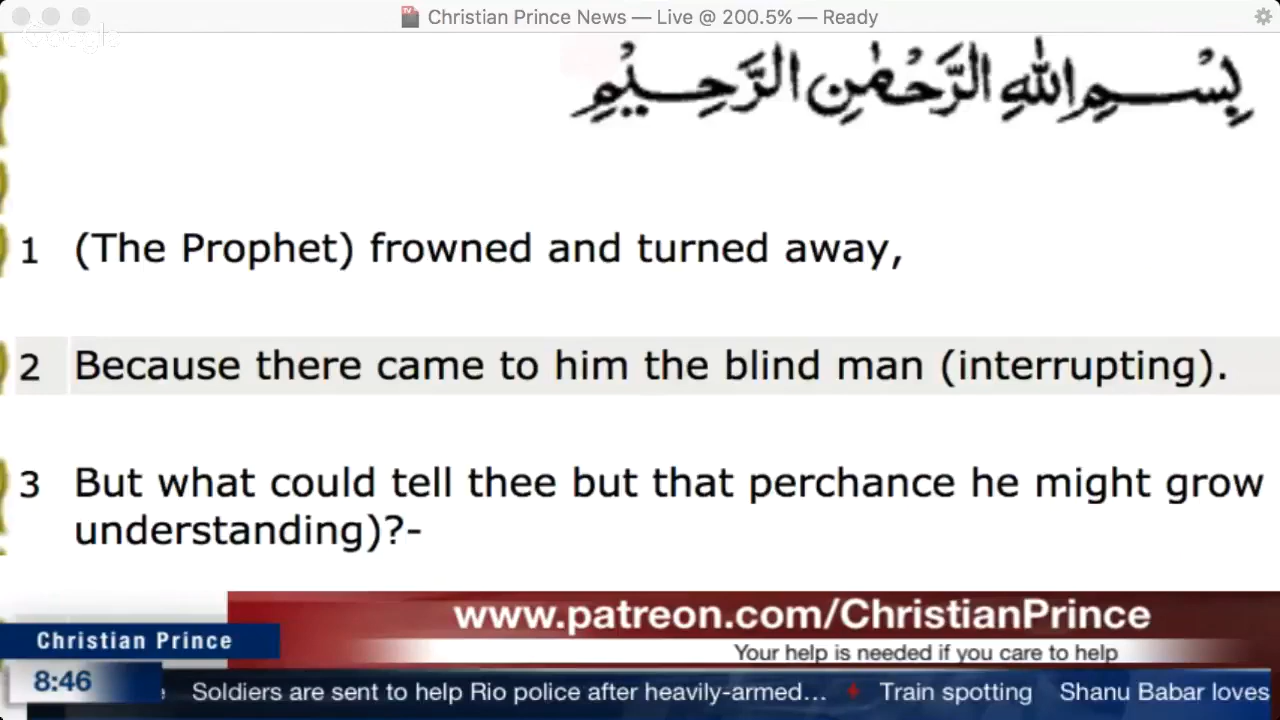 Christian Prince News — Live @ 200.5% — Ready
Google
بِسْمِ اللهِ الرَّحْمٰنِ الرَّحِيْمِ
1 (The Prophet) frowned and turned away,
2 Because there came to him the blind man (interrupting).
3 But what could tell thee but that perchance he might grow
understanding)?-
www.patreon.com/ChristianPrince
Christian Prince
Your help is needed if you care to help
8:46
Soldiers are sent to help Rio police after heavily-armed... Train spotting Shanu Babar loves